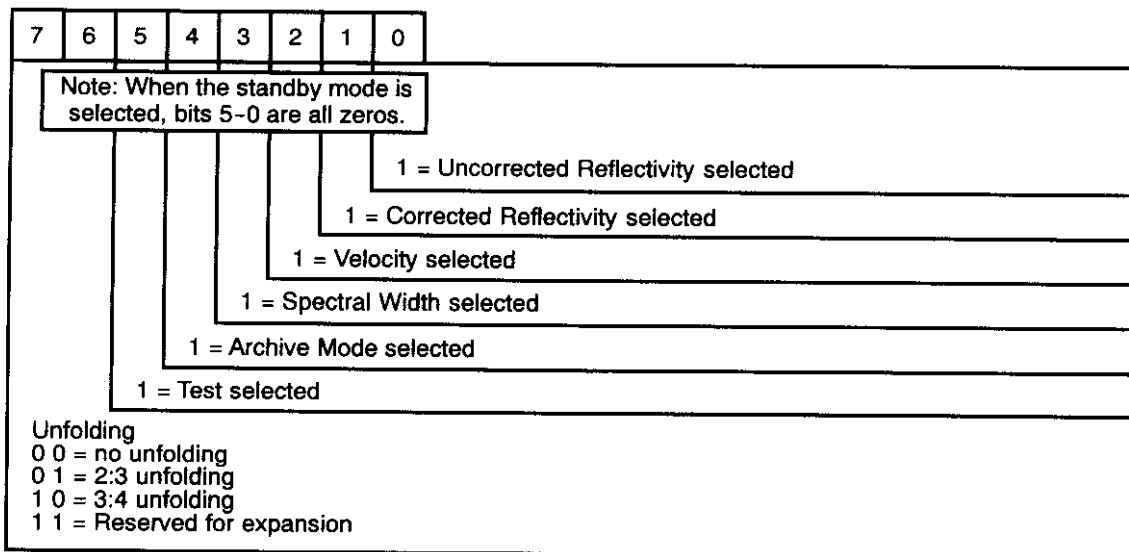 7 6 5 4 3 2 1 0
Note: When the standby mode is
selected, bits 5-0 are all zeros.
1 = Uncorrected Reflectivity selected
1 = Corrected Reflectivity selected
1 = Velocity selected
1 = Spectral Width selected
1 = Archive Mode selected
1 = Test selected
Unfolding
0 0 = no unfolding
0 1 = 2:3 unfolding
1 0 = 3:4 unfolding
1 1 = Reserved for expansion